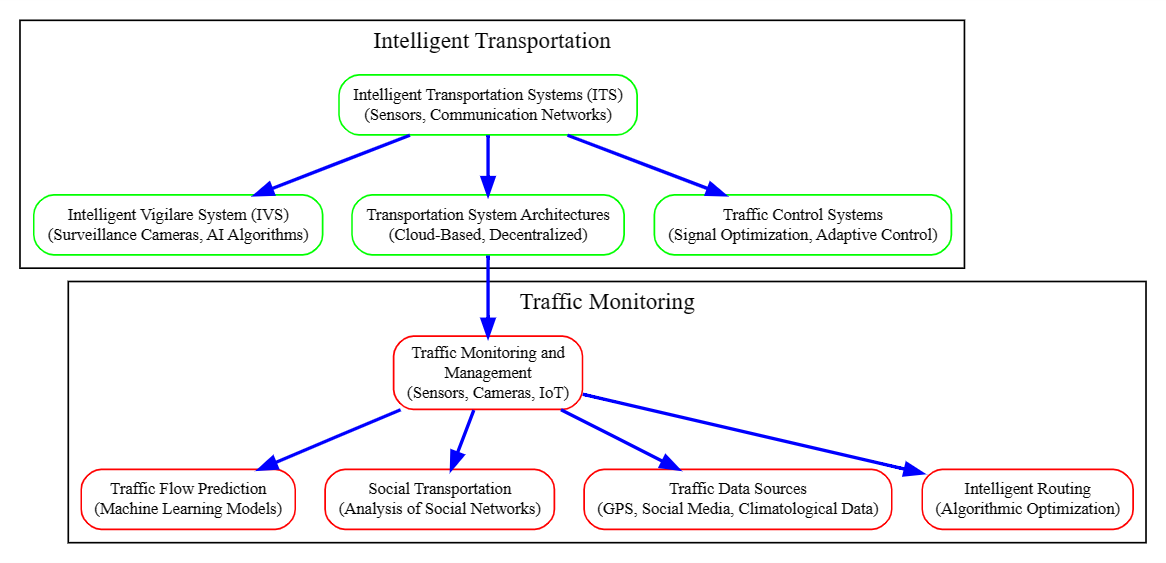 Intelligent Transportation
Intelligent Transportation Systems (ITS)
(Sensors, Communication Networks)
Intelligent Vigilare System (IVS)
(Surveillance Cameras, AI Algorithms)
Transportation System Architectures
(Cloud-Based, Decentralized)
Traffic Control Systems
(Signal Optimization, Adaptive Control)
Traffic Monitoring
Traffic Monitoring and
Management
(Sensors, Cameras, IoT)
Traffic Flow Prediction
(Machine Learning Models)
Social Transportation
(Analysis of Social Networks)
Traffic Data Sources
(GPS, Social Media, Climatological Data)
Intelligent Routing
(Algorithmic Optimization)